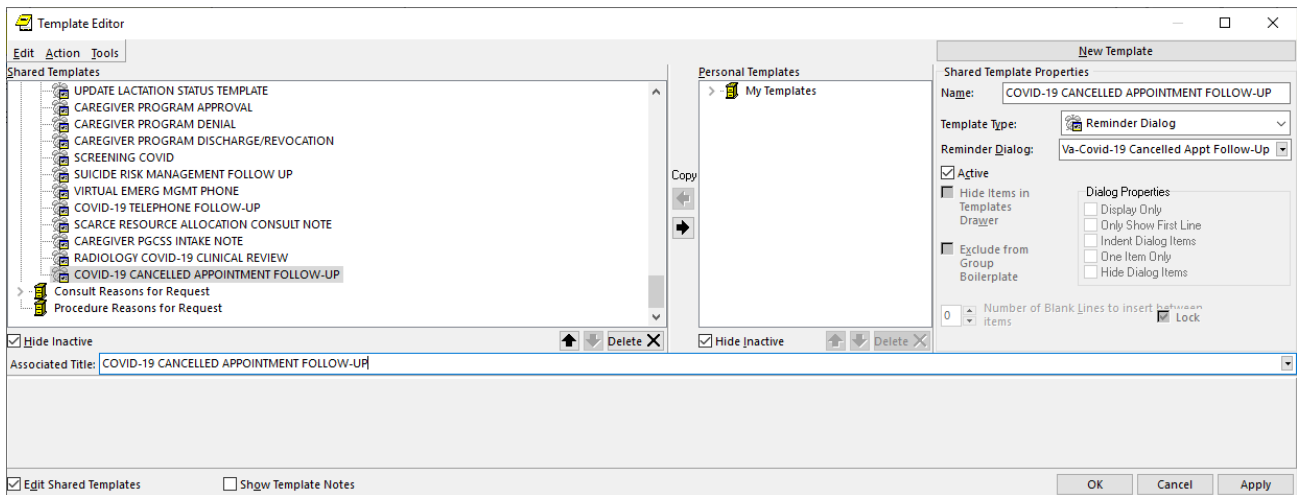 Template Editor
Edit Action Tools
New Template
Shared Templates
UPDATE LACTATION STATUS TEMPLATE
CAREGIVER PROGRAM APPROVAL
CAREGIVER PROGRAM DENIAL
CAREGIVER PROGRAM DISCHARGE/REVOCATION
SCREENING COVID
SUICIDE RISK MANAGEMENT FOLLOW UP
VIRTUAL EMERG MGMT PHONE
COVID-19 TELEPHONE FOLLOW-UP
SCARCE RESOURCE ALLOCATION CONSULT NOTE
CAREGIVER PGCSS INTAKE NOTE
RADIOLOGY COVID-19 CLINICAL REVIEW
COVID-19 CANCELLED APPOINTMENT FOLLOW-UP
Consult Reasons for Request
Procedure Reasons for Request
Hide Inactive
Delete
Copy
Personal Templates
My Templates
Hide Inactive
Delete
Shared Template Properties
Name: COVID-19 CANCELLED APPOINTMENT FOLLOW-UP
Template Type: Reminder Dialog
Reminder Dialog: Va-Covid-19 Cancelled Appt Follow-Up
Active
Hide Items in
Templates
Drawer
Exclude from
Group
Boilerplate
Dialog Properties
Display Only
Only Show First Line
Indent Dialog Items
One Item Only
Hide Dialog Items
0 Number of Blank Lines to insert between
items
Lock
Associated Title: COVID-19 CANCELLED APPOINTMENT FOLLOW-UP
Edit Shared Templates
Show Template Notes
OK Cancel Apply